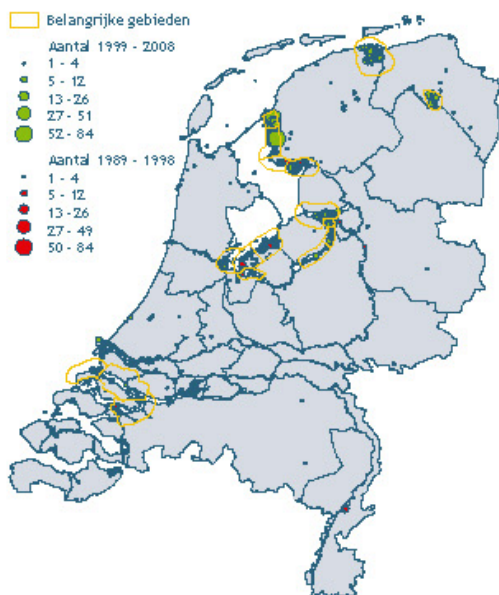 Belangrijke gebieden
Aantal 1999 - 2008
1 - 4
5 - 12
13 - 26
27 - 51
52 - 84
Aantal 1989 - 1998
1 - 4
5 - 12
13 - 26
27 - 49
50 - 84